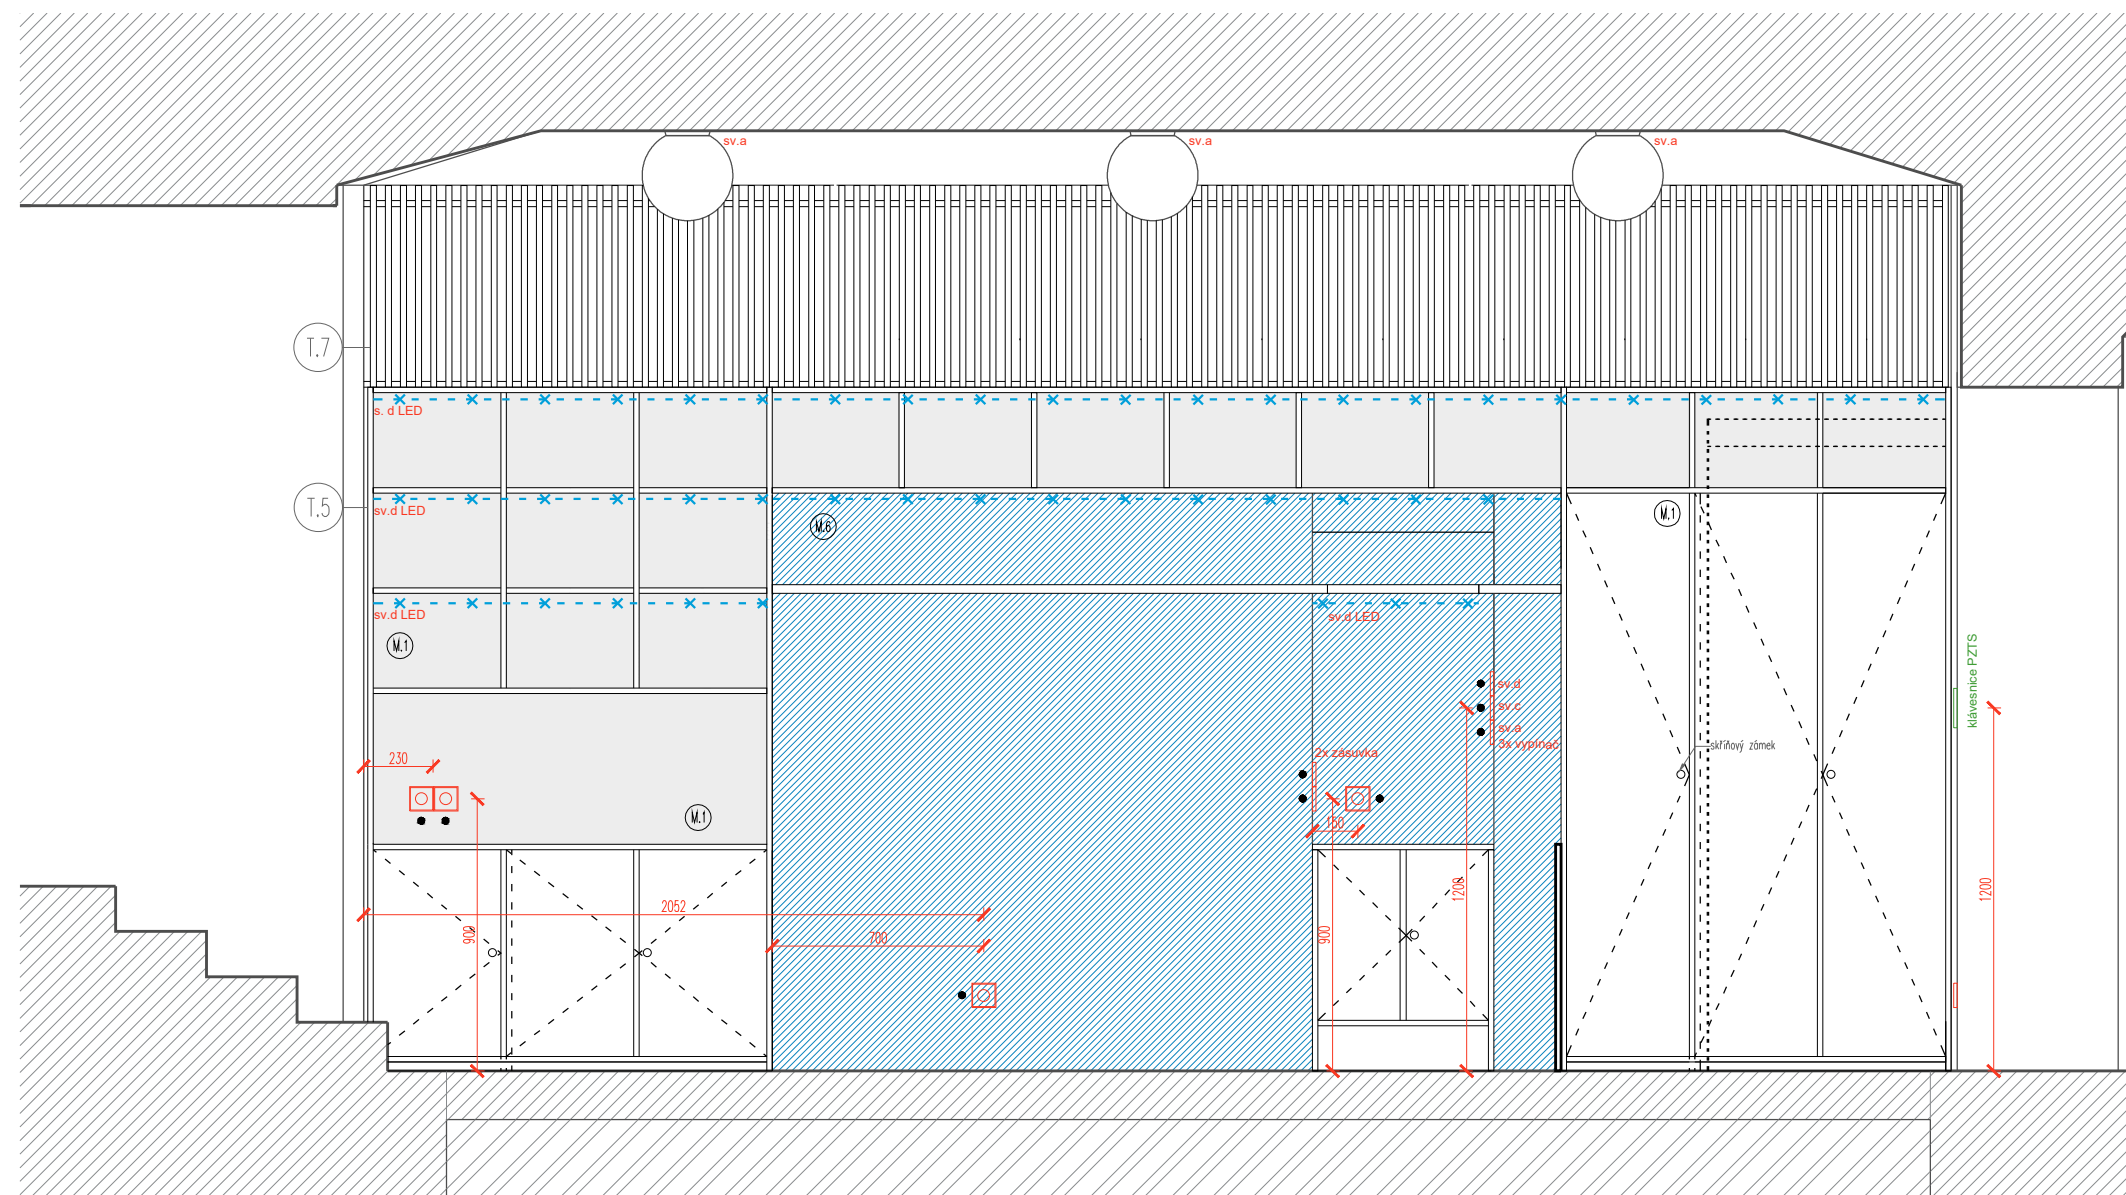 sv.a
sv.a
sv.a
T.7
s. d LED
T.5
sv.d LED
M.6
M.1
sv.d LED
sv.d LED
M.1
klávesnice PZTS
sv.d
sv.c
sv.a
3x vypínač
skříňový zámek
2x zásuvka
230
M.1
150
2052
900
700
900
1200
1200